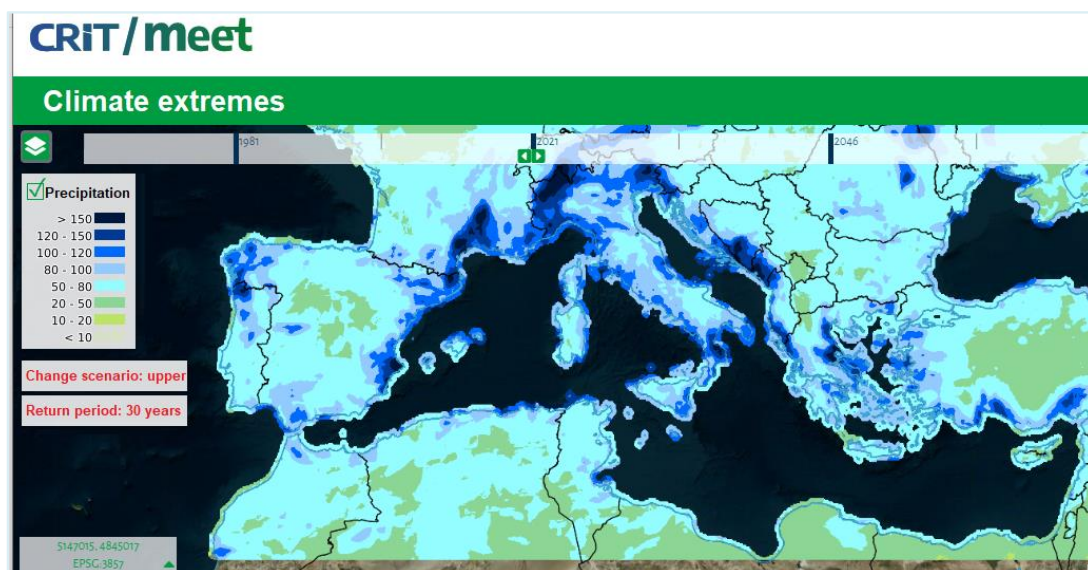 CRiT/meet
Climate extremes
1981
2021
2046
Precipitation
> 150
120 - 150
100 - 120
80 - 100
50 - 80
20 - 50
10 - 20
< 10
Change scenario: upper
Return period: 30 years
5147015, 4845017
EPSG:3857